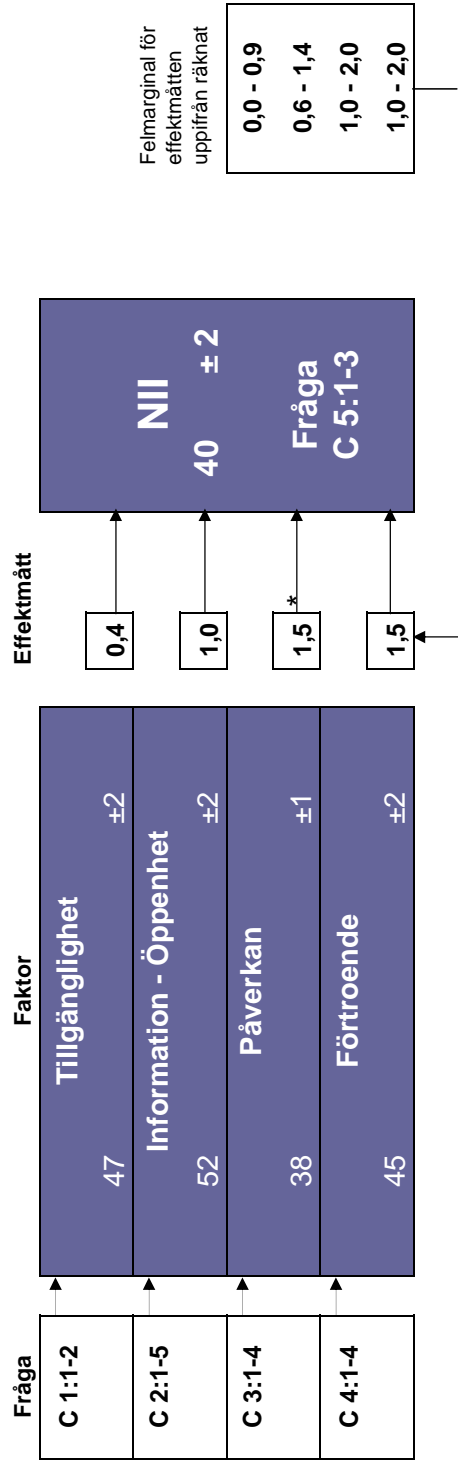 Fråga
Faktor
Effektmått
C 1:1-2
Tillgänglighet
47 ±2
0,4
C 2:1-5
Information - Öppenhet
52 ±2
1,0
C 3:1-4
Påverkan
38 ±1
1,5
*
C 4:1-4
Förtroende
45 ±2
1,5
NII
40 ± 2
Fråga
C 5:1-3
Felmarginal för
effektmåtten
uppifrån räknat
0,0 - 0,9
0,6 - 1,4
1,0 - 2,0
1,0 - 2,0